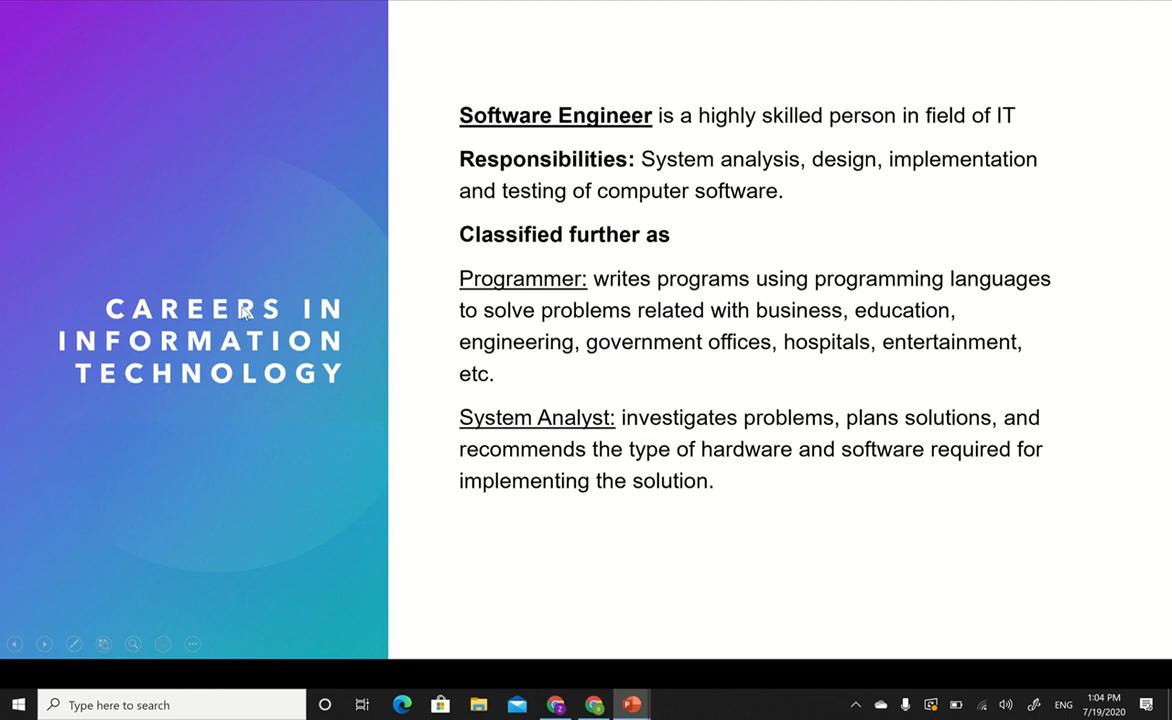 CAREERS IN
INFORMATION
TECHNOLOGY
Software Engineer is a highly skilled person in field of IT
Responsibilities: System analysis, design, implementation
and testing of computer software.
Classified further as
Programmer: writes programs using programming languages
to solve problems related with business, education,
engineering, government offices, hospitals, entertainment,
etc.
System Analyst: investigates problems, plans solutions, and
recommends the type of hardware and software required for
implementing the solution.
Type here to search
ENG
1:04 PM
7/19/2020